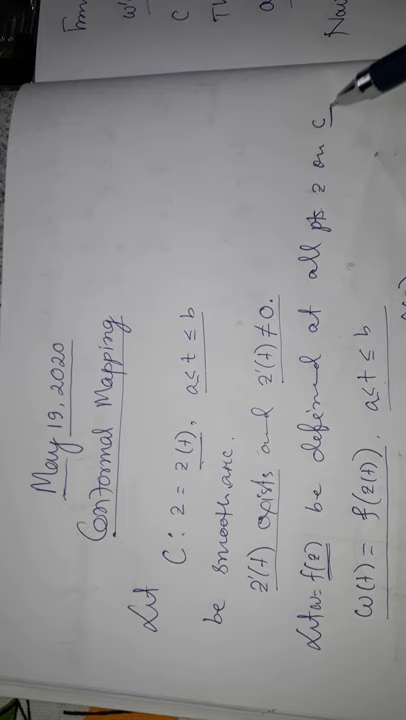 May 19, 2020
Conformal Mapping
Let
C : z = z(t), a ≤ t ≤ b
be smooth arc.
z'(t) exists and z'(t) ≠ 0.
Let w = f(z) be defined at all pts z on C
w(t) = f(z(t)), a ≤ t ≤ b